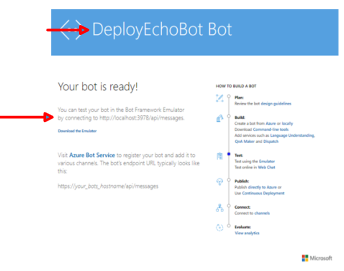 DeployEchoBot Bot
Your bot is ready!
You can test your bot in the Bot Framework Emulator
by connecting to http://localhost:3978/api/messages.
Download the Emulator
Visit Azure Bot Service to register your bot and add it to
various channels. The bot's endpoint URL typically looks like
this:
https://your_bots_hostname/api/messages
HOW TO BUILD A BOT
Plan:
Review the bot design guidelines
Build:
Create a bot from Azure or locally
Download Command line tools
Add services such as Language Understanding,
QnA Maker and Dispatch
Test:
Test using the Emulator
Test online in Web Chat
Publish:
Publish directly to Azure or
Use Continuous Deployment
Connect:
Connect to channels
Evaluate:
View analytics
Microsoft